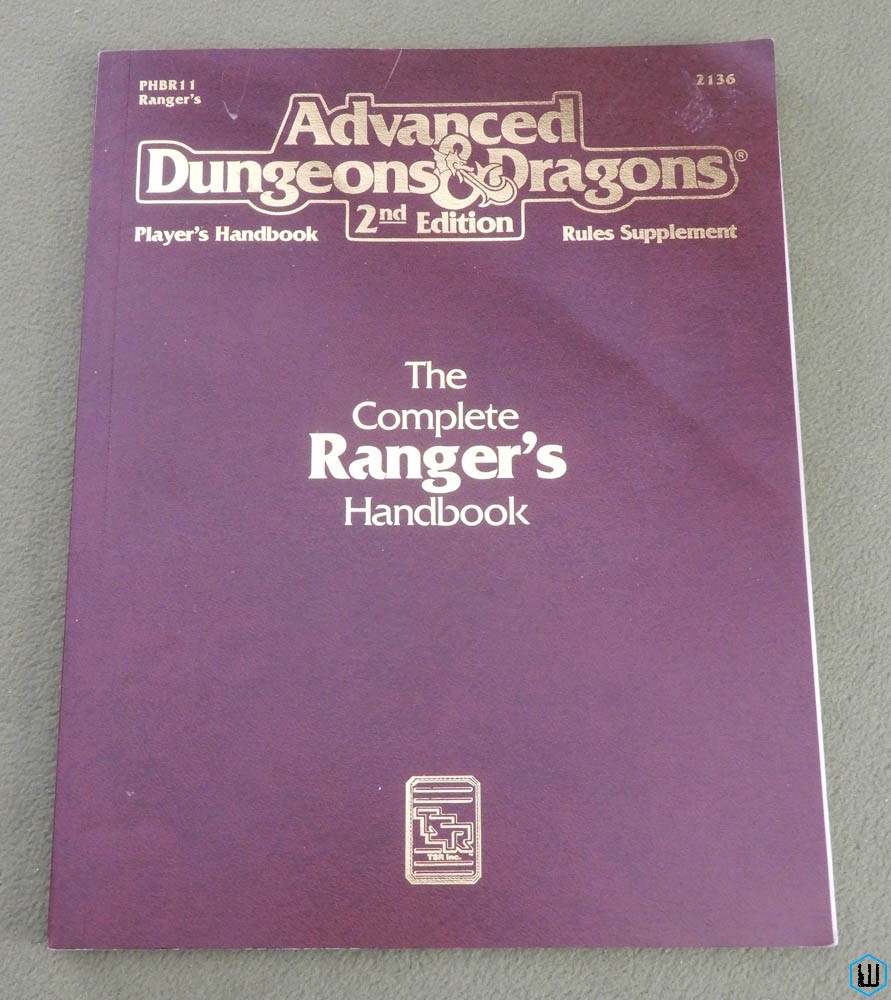 PHBR11
Ranger's
2136
Advanced
Dungeons & Dragons®
2nd Edition
Player's Handbook
Rules Supplement
The
Complete
Ranger's
Handbook
TSR
TSR Inc.
W